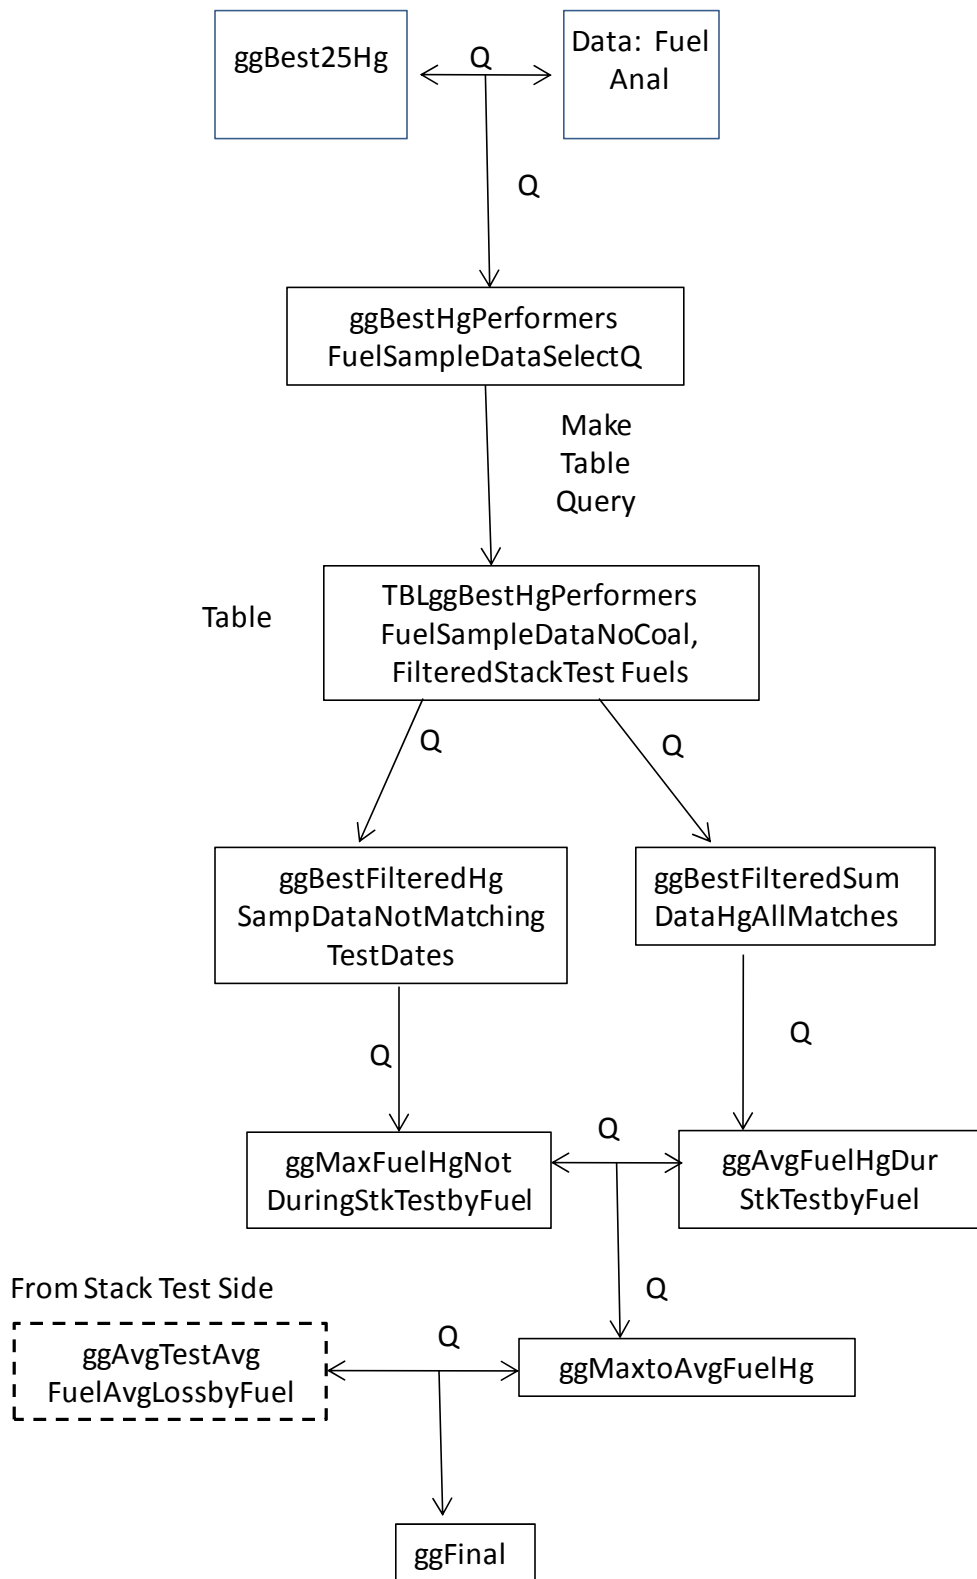 ggBest25Hg
Q
Data: Fuel
Anal
Q
ggBestHgPerformers
FuelSampleDataSelectQ
Make
Table
Query
Table
TBLggBestHgPerformers
FuelSampleDataNoCoal,
FilteredStackTest Fuels
Q
Q
ggBestFilteredHg
SampDataNotMatching
TestDates
ggBestFilteredSum
DataHgAllMatches
Q
Q
ggMaxFuelHgNot
DuringStkTestbyFuel
Q
ggAvgFuelHgDur
StkTestbyFuel
Q
From Stack Test Side
ggAvgTestAvg
FuelAvgLossbyFuel
Q
ggMaxtoAvgFuelHg
ggFinal